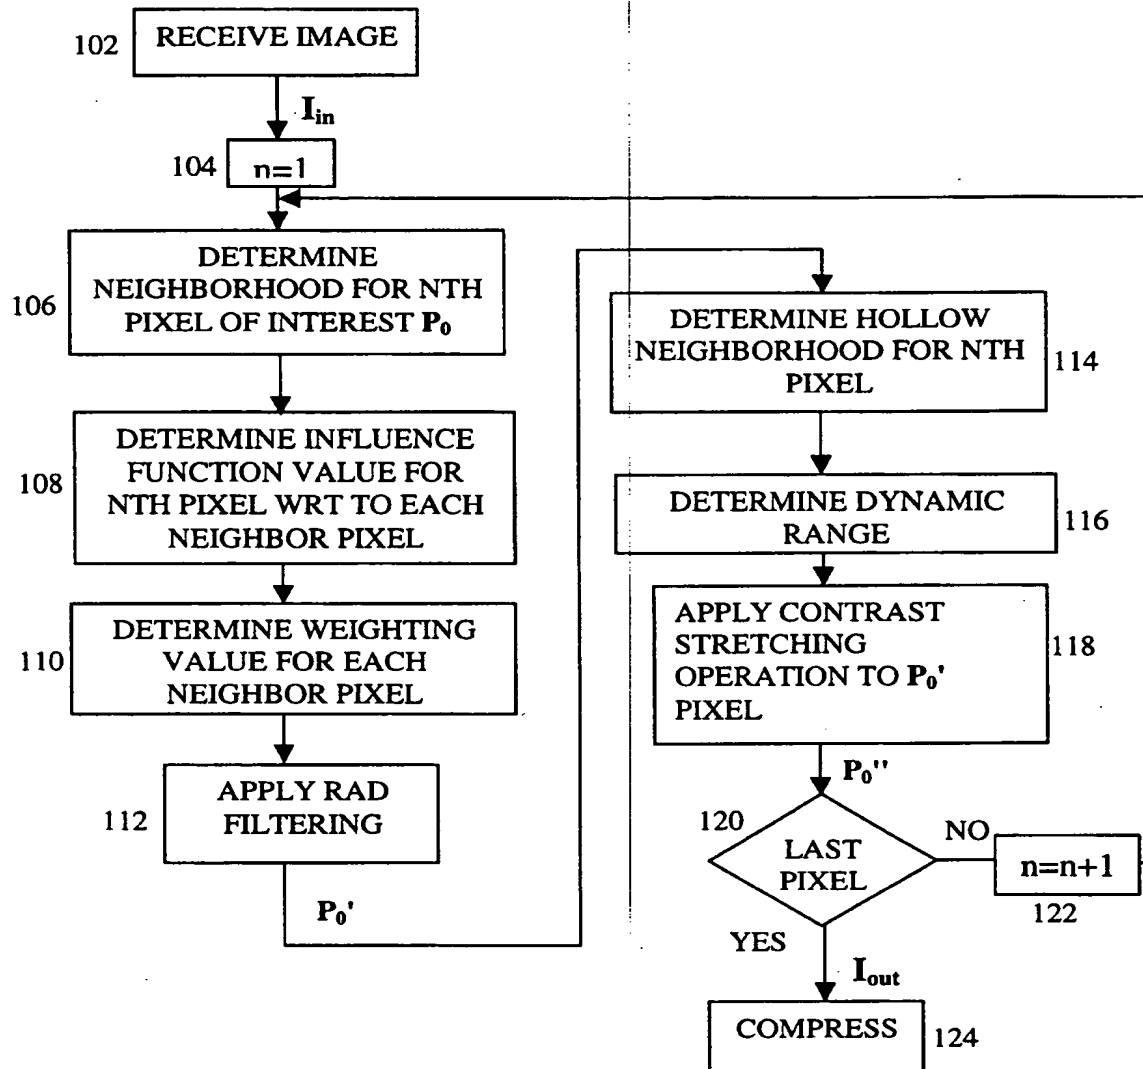 102
RECEIVE IMAGE
I_in
104
n=1
106
DETERMINE
NEIGHBORHOOD FOR NTH
PIXEL OF INTEREST P_0
108
DETERMINE INFLUENCE
FUNCTION VALUE FOR
NTH PIXEL WRT TO EACH
NEIGHBOR PIXEL
110
DETERMINE WEIGHTING
VALUE FOR EACH
NEIGHBOR PIXEL
112
APPLY RAD
FILTERING
P_0'
DETERMINE HOLLOW
NEIGHBORHOOD FOR NTH
PIXEL
114
DETERMINE DYNAMIC
RANGE
116
APPLY CONTRAST
STRETCHING
OPERATION TO P_0'
PIXEL
118
P_0''
120
LAST
PIXEL
NO
n=n+1
122
YES
I_out
COMPRESS
124